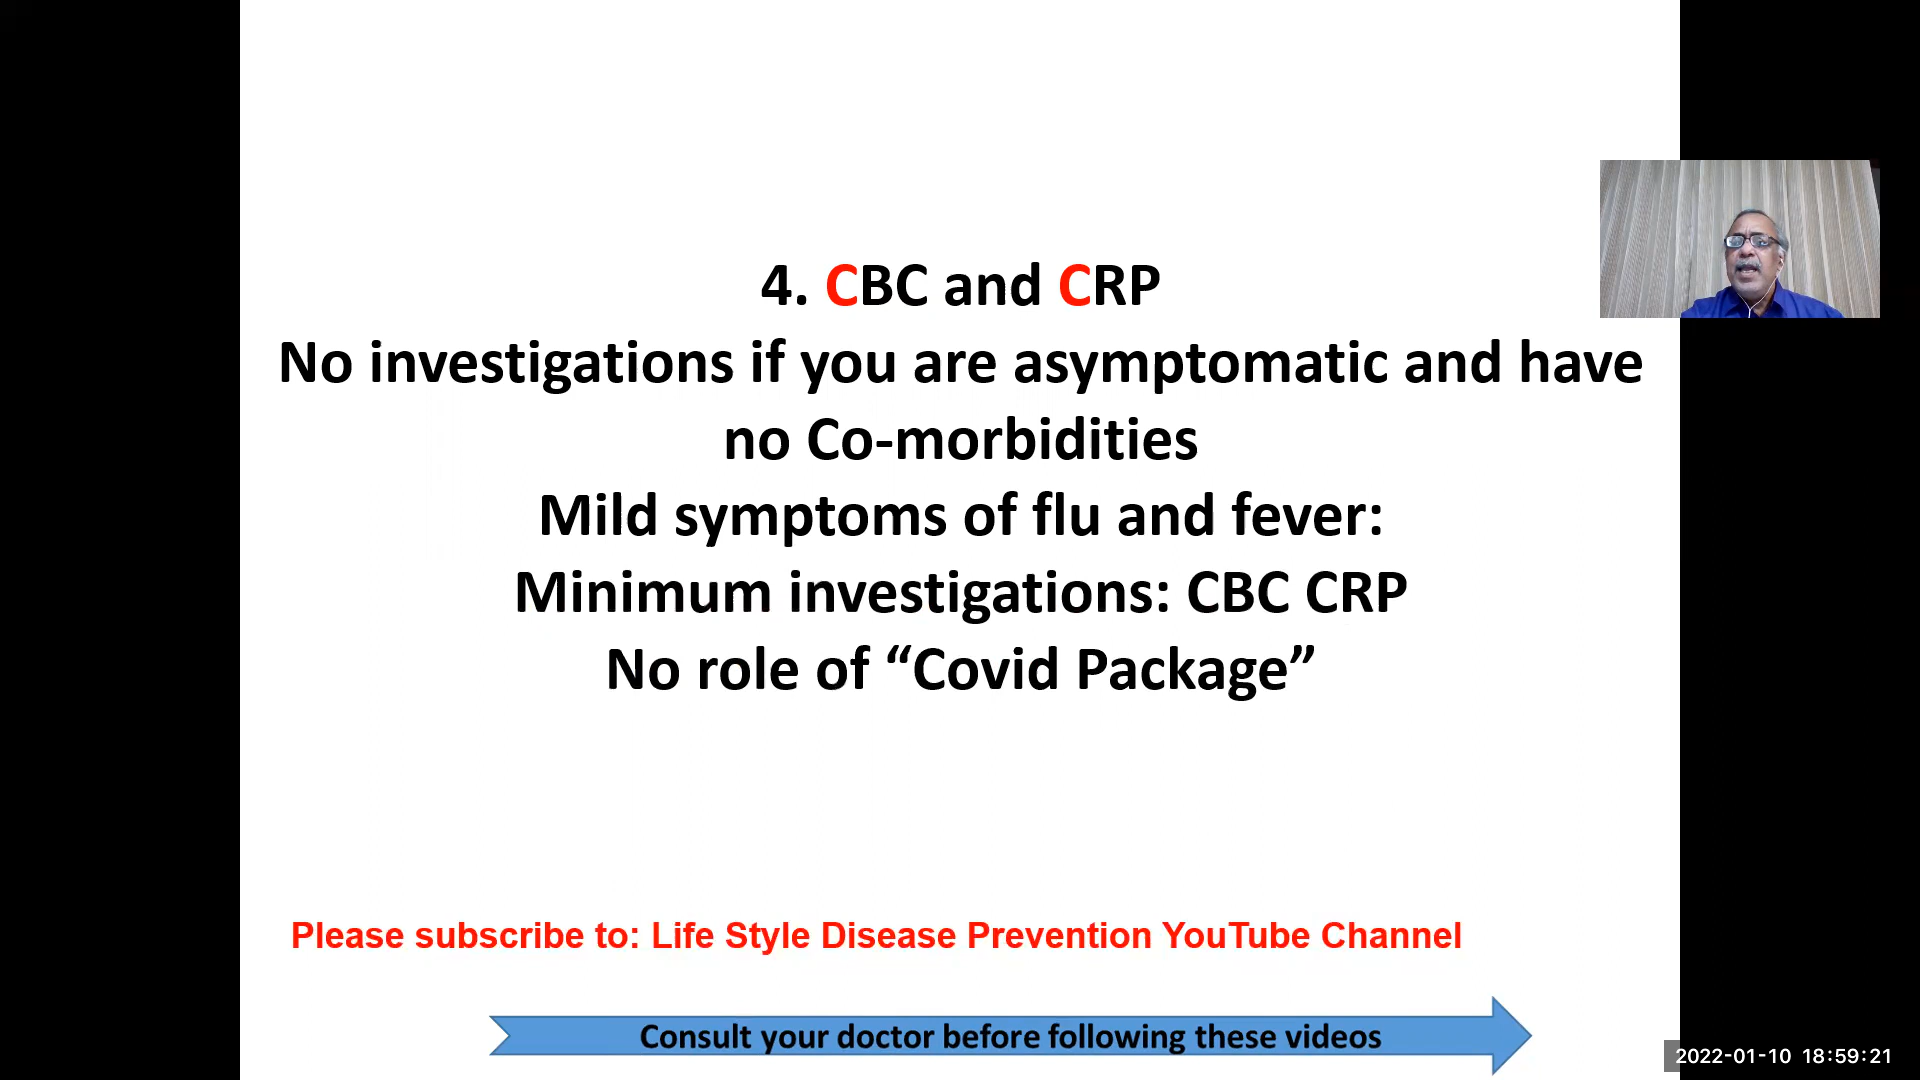 4. CBC and CRP
No investigations if you are asymptomatic and have
no Co-morbidities
Mild symptoms of flu and fever:
Minimum investigations: CBC CRP
No role of “Covid Package”
Please subscribe to: Life Style Disease Prevention YouTube Channel
Consult your doctor before following these videos
2022-01-10 18:59:21